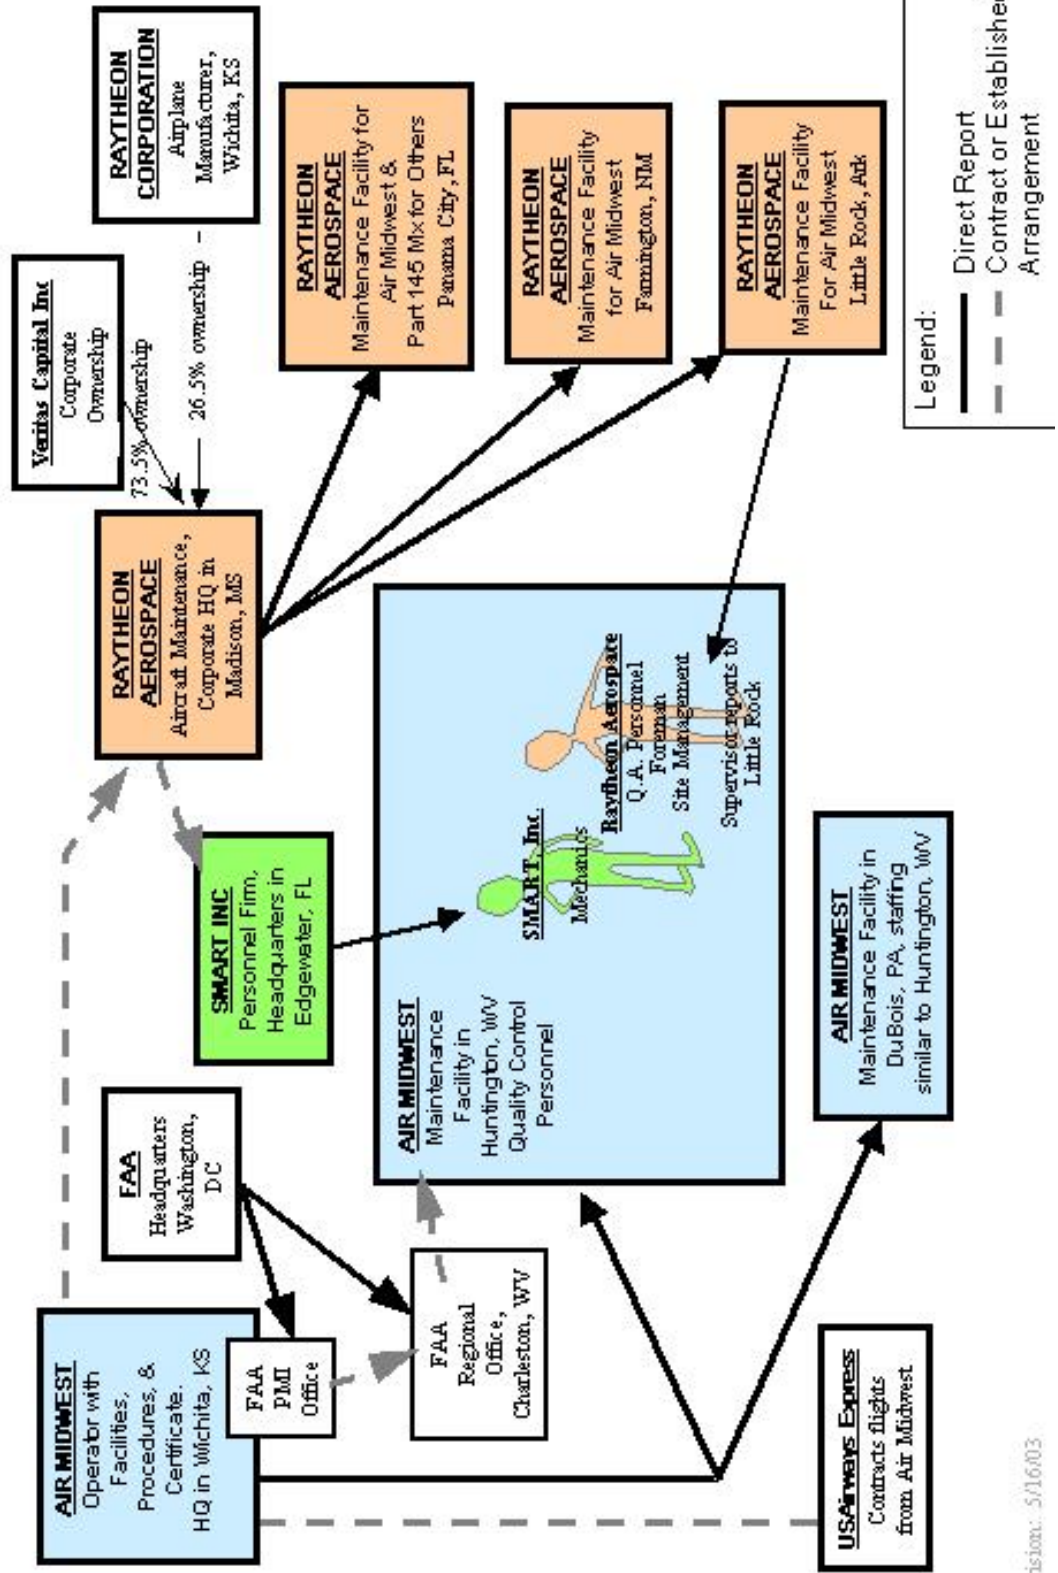 AIR MIDWEST
Operator with
Facilities,
Procedures, &
Certificate.
HQ in Wichita, KS
FAA
PMI
Office
FAA
Headquarters
Washington,
DC
FAA
Regional
Office,
Charleston, WV
SMART INC
Personnel Firm,
Headquarters in
Edgewater, FL
RAYTHEON
AEROSPACE
Aircraft Maintenance,
Corporate HQ in
Madison, MS
Veritas Capital Inc
Corporate
Ownership
73.5% ownership
26.5% ownership
RAYTHEON
CORPORATION
Airplane
Manufacturer,
Wichita, KS
RAYTHEON
AEROSPACE
Maintenance Facility for
Air Midwest &
Part 145 Mx for Others
Panama City, FL
RAYTHEON
AEROSPACE
Maintenance Facility
for Air Midwest
Farmington, NM
RAYTHEON
AEROSPACE
Maintenance Facility
For Air Midwest
Little Rock, Ark
AIR MIDWEST
Maintenance
Facility in
Huntington, WV
Quality Control
Personnel
SMART, Inc.
Mechanics
Raytheon Aerospace
Q.A. Personnel
Foreman
Site Management
Supervisor reports to
Little Rock
USAirways Express
Contracts flights
from Air Midwest
AIR MIDWEST
Maintenance Facility in
DuBois, PA, staffing
similar to Huntington, WV
Legend:
Direct Report
Contract or Established
Arrangement
ision: 5/16/03